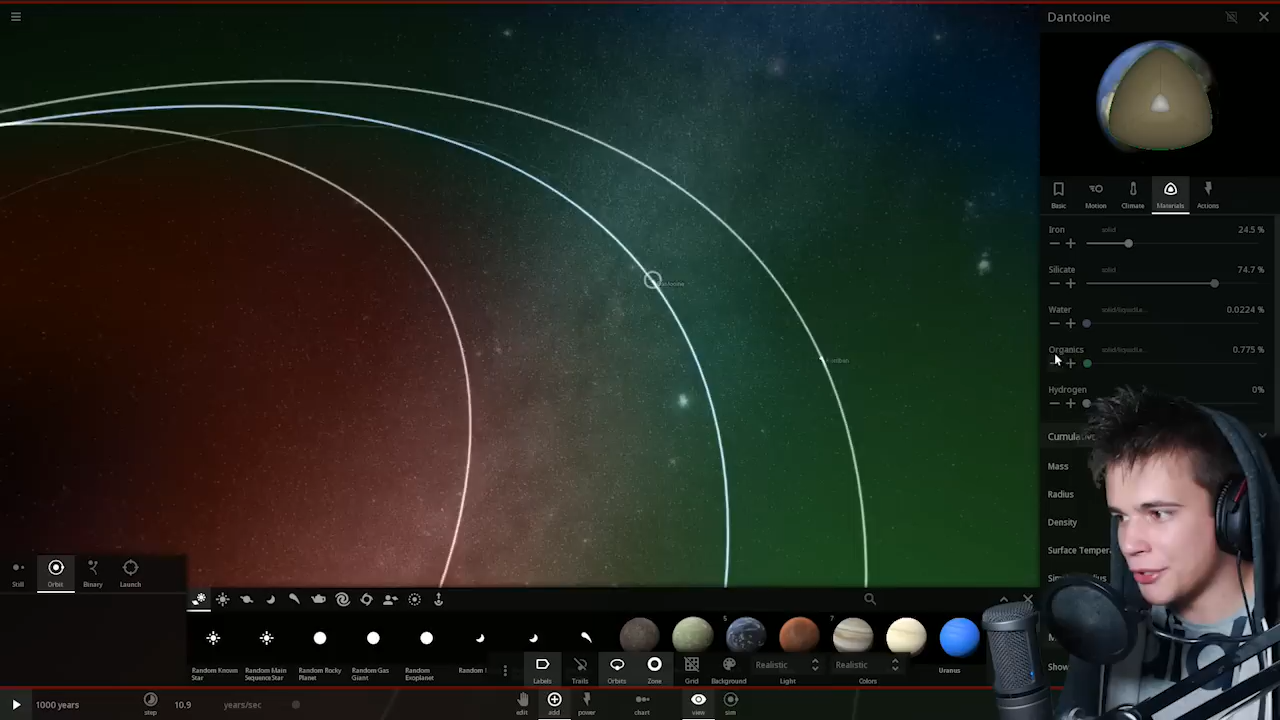 Dantooine
Basic Motion Climate Materials Actions
Iron solid 24.5 %
Silicate solid 74.7 %
Water 0.0224 %
Organics 0.775 %
Hydrogen 0%
Mass
Radius
Density
Still Orbit Binary Launch
5 7
Random Known Star
Random Main Sequence Star
Random Rocky Planet
Random Gas Giant
Random Exoplanet
Uranus
Labels Trails Orbits Zone Grid Background
Realistic Light
Realistic Colors
1000 years step 10.9 years/sec edit add power chart view sim